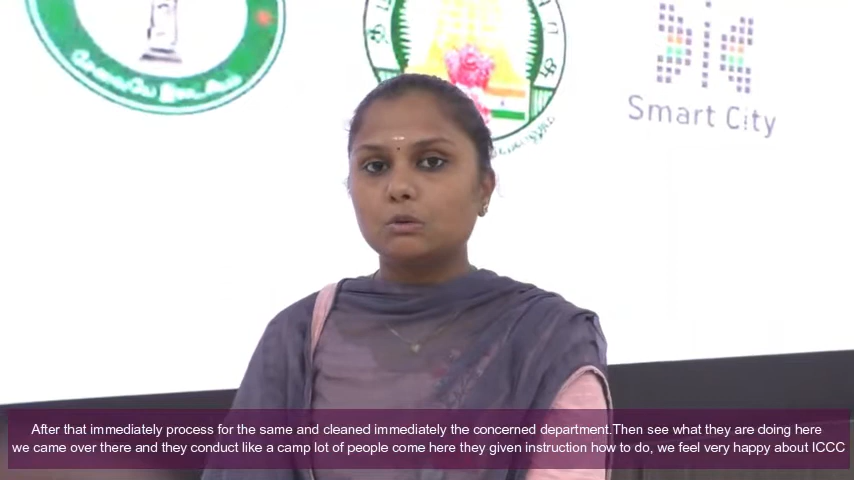 Smart City
After that immediately process for the same and cleaned immediately the concerned department.Then see what they are doing here
we came over there and they conduct like a camp lot of people come here they given instruction how to do, we feel very happy about ICCC